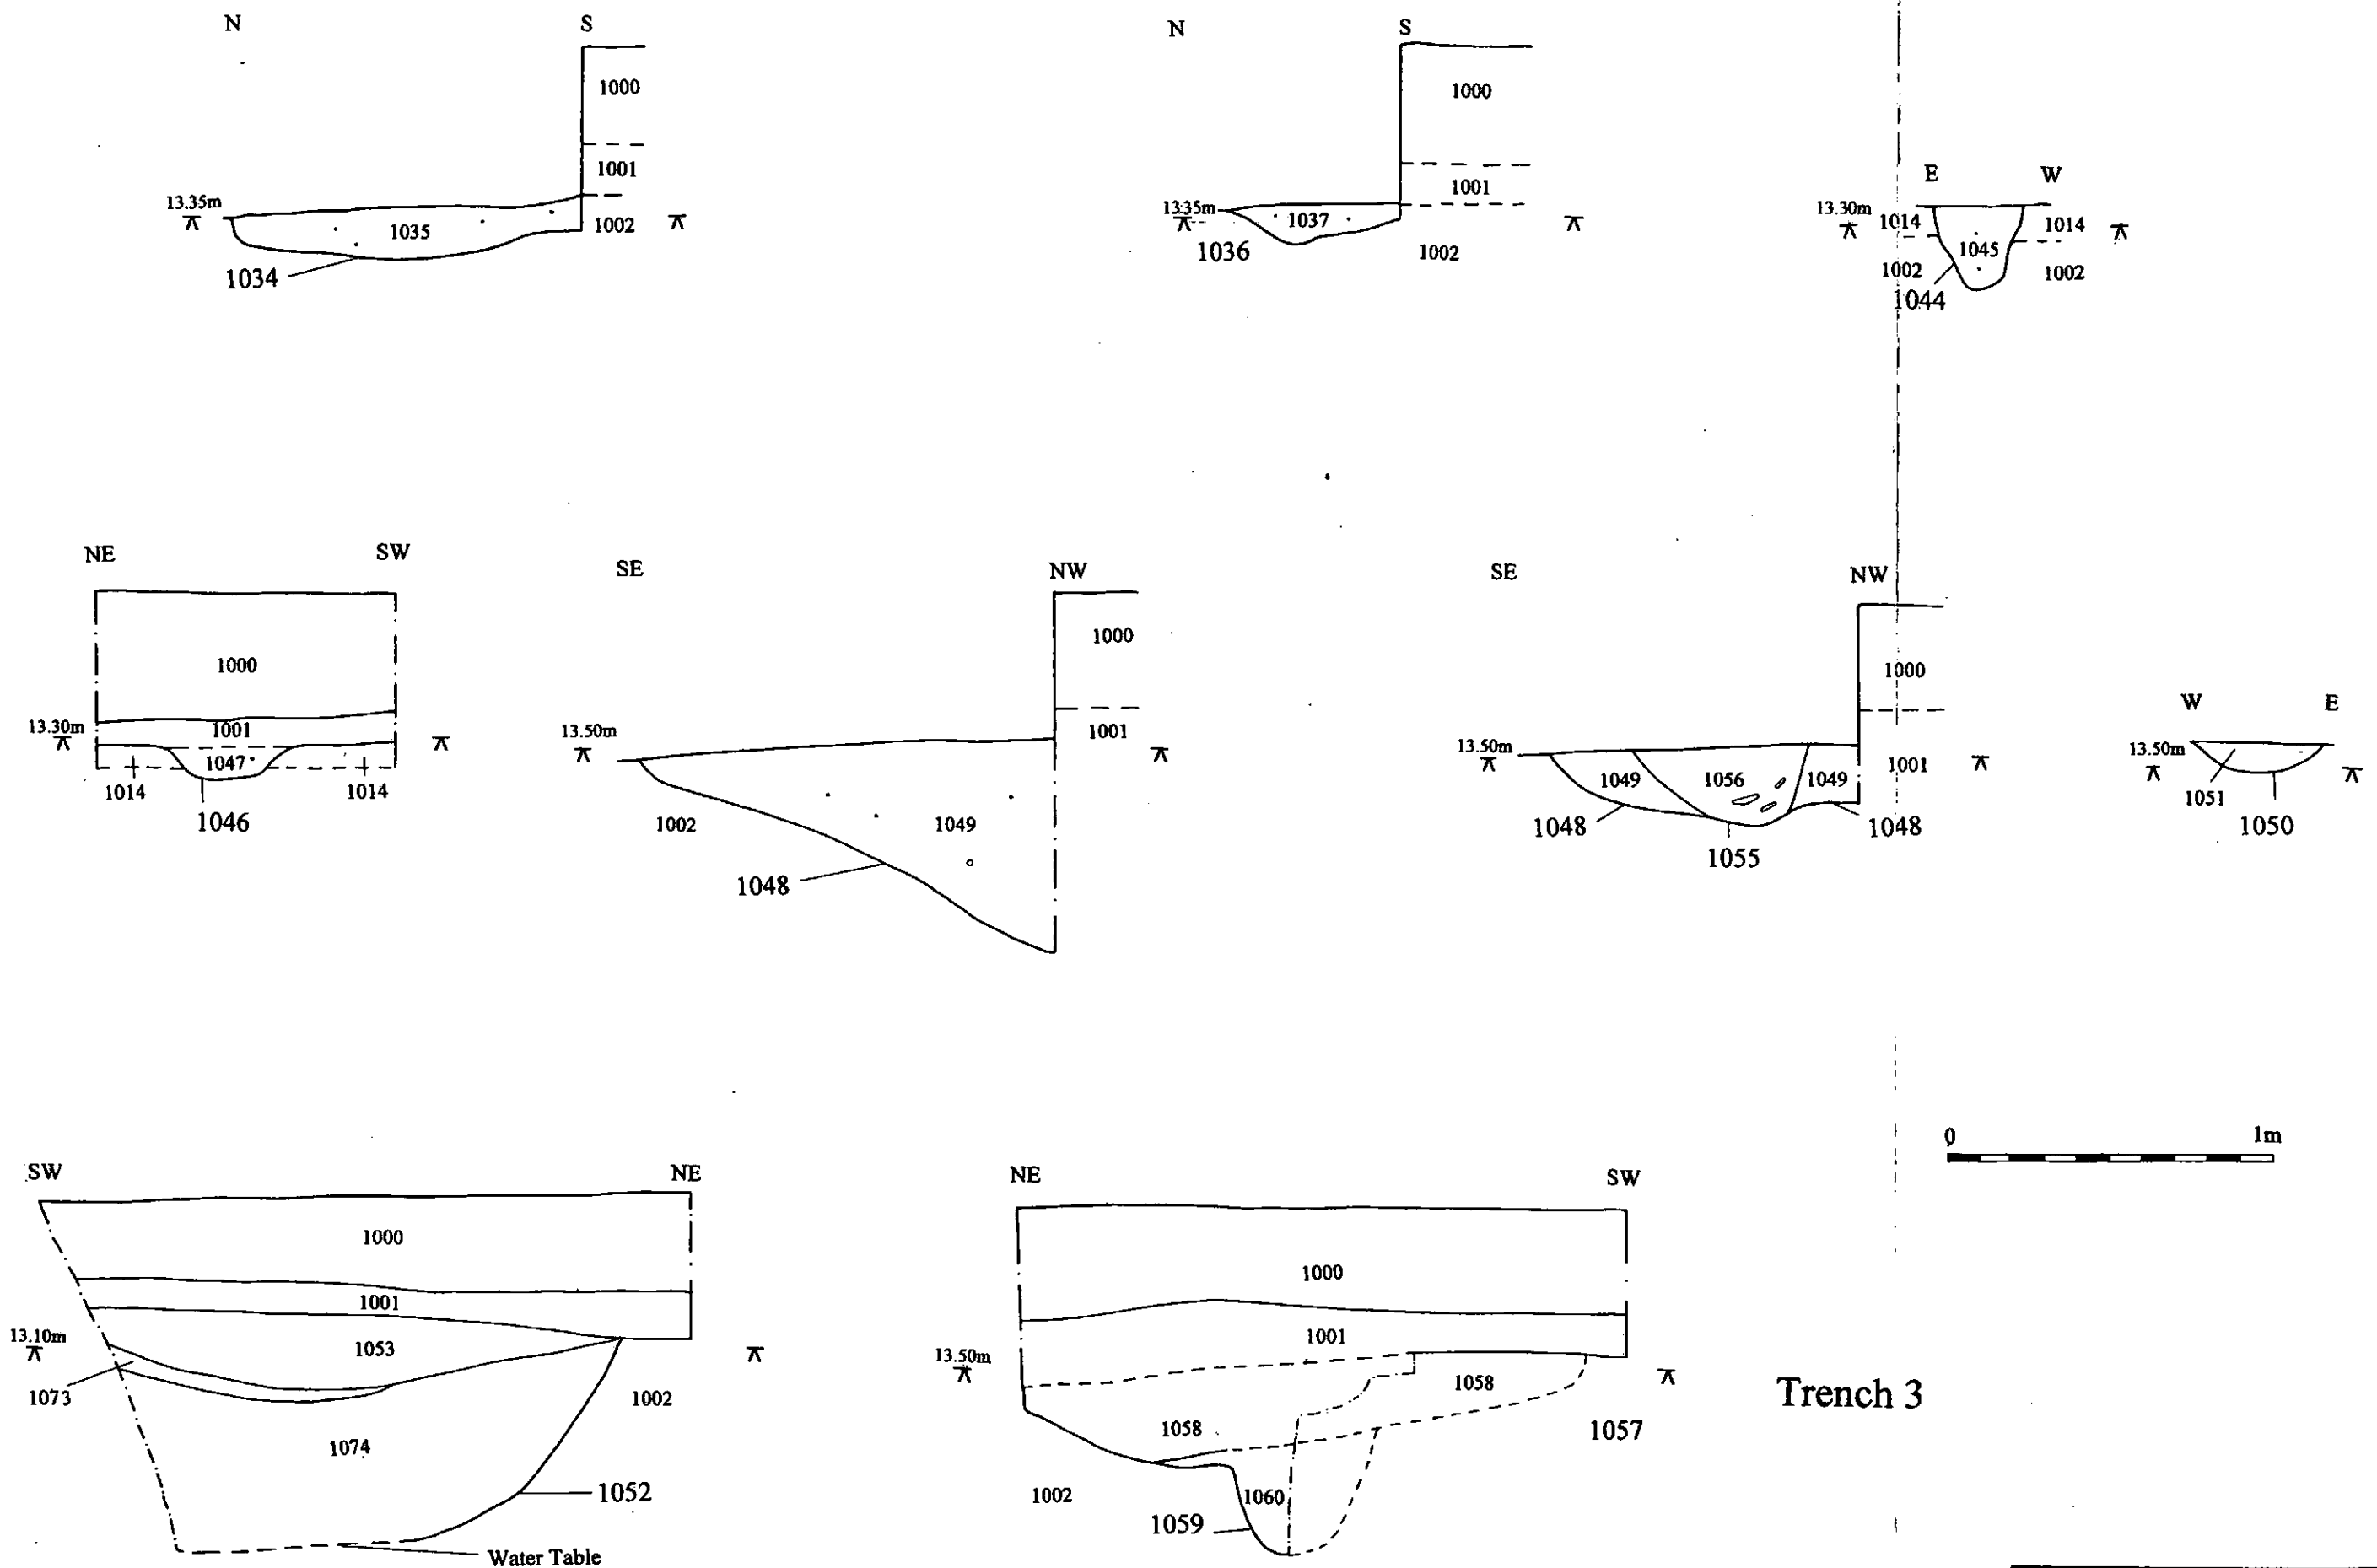 N S
1000
1001
13.35m
1035
1002
1034
N S
1000
1001
13.35m
1037
1036
1002
E W
13.30m
1014
1014
1045
1002
1002
1044
NE SW
1000
1001
13.30m
1047
1014
1014
1046
SE NW
1000
13.50m
1001
1002
1049
1048
SE NW
1000
13.50m
1049
1056
1049
1001
1048
1048
1055
W E
13.50m
1051
1050
SW NE
1000
1001
13.10m
1053
1073
1002
1074
1052
Water Table
NE SW
1000
1001
13.50m
1058
1058
1057
1002
1060
1059
0 1m
Trench 3